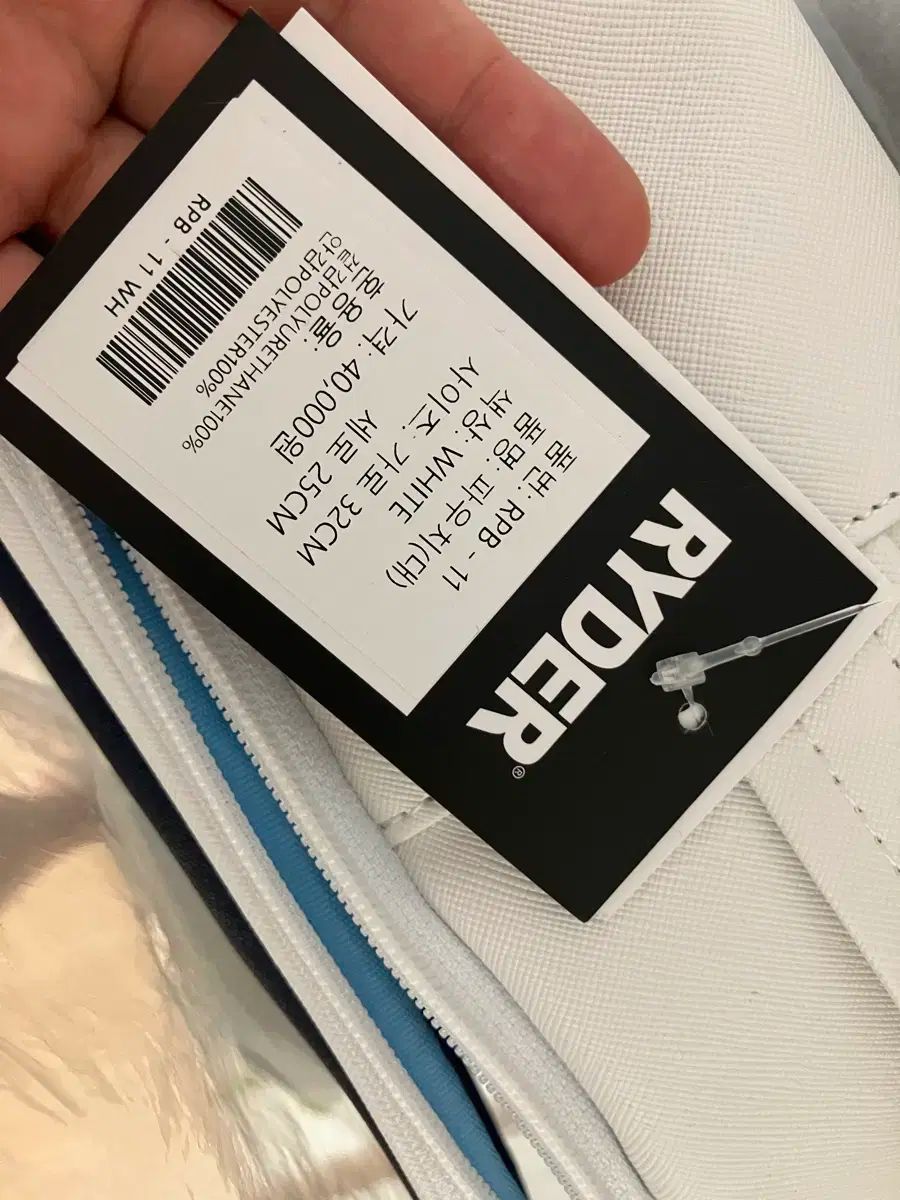 RYDER®
품 번: RPB - 11
품 명: 파우치(대)
색상: WHITE
사이즈: 가로 32CM
세로 25CM
가격: 40,000원
혼용율:
겉감POLYURETHANE100%
안감POLYESTER100%
RPB - 11 WH